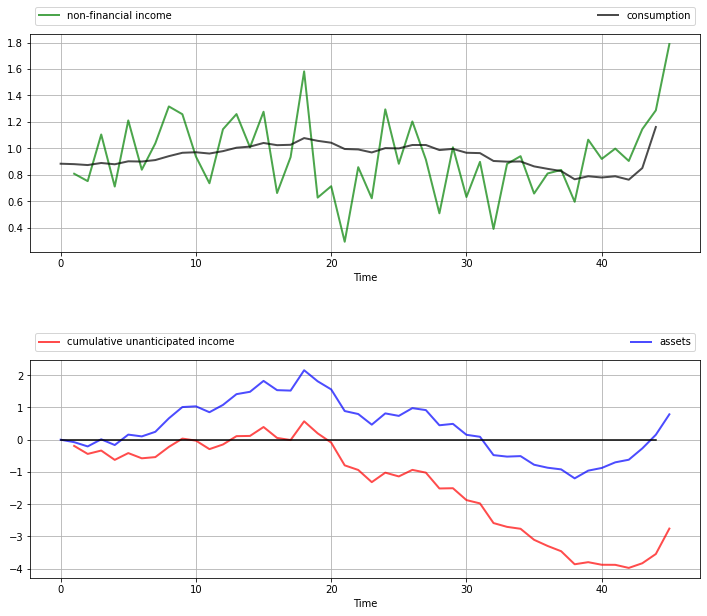 non-financial income consumption
1.8
1.6
1.4
1.2
1.0
0.8
0.6
0.4
0 10 20 30 40
Time
cumulative unanticipated income assets
2
1
0
−1
−2
−3
−4
0 10 20 30 40
Time